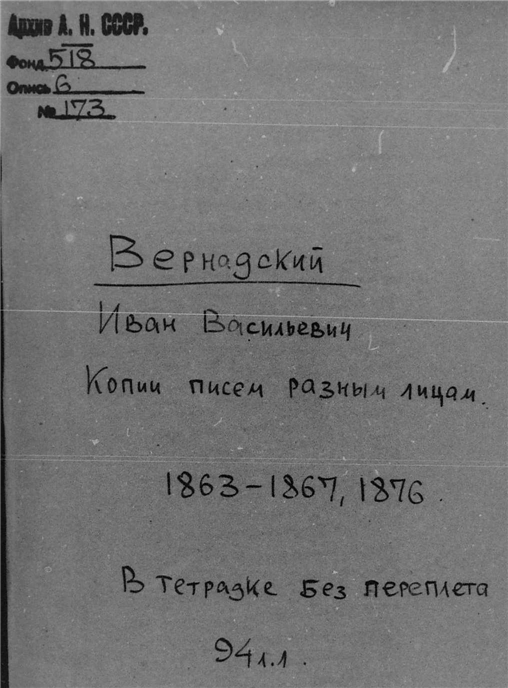 Архив А. Н. СССР.
Фонд 518
Опись 6
№ 173
Вернадский
Иван Васильевич
Копии писем разным лицам.
1863-1867, 1876.
В тетрадке без переплета
94 л.л.